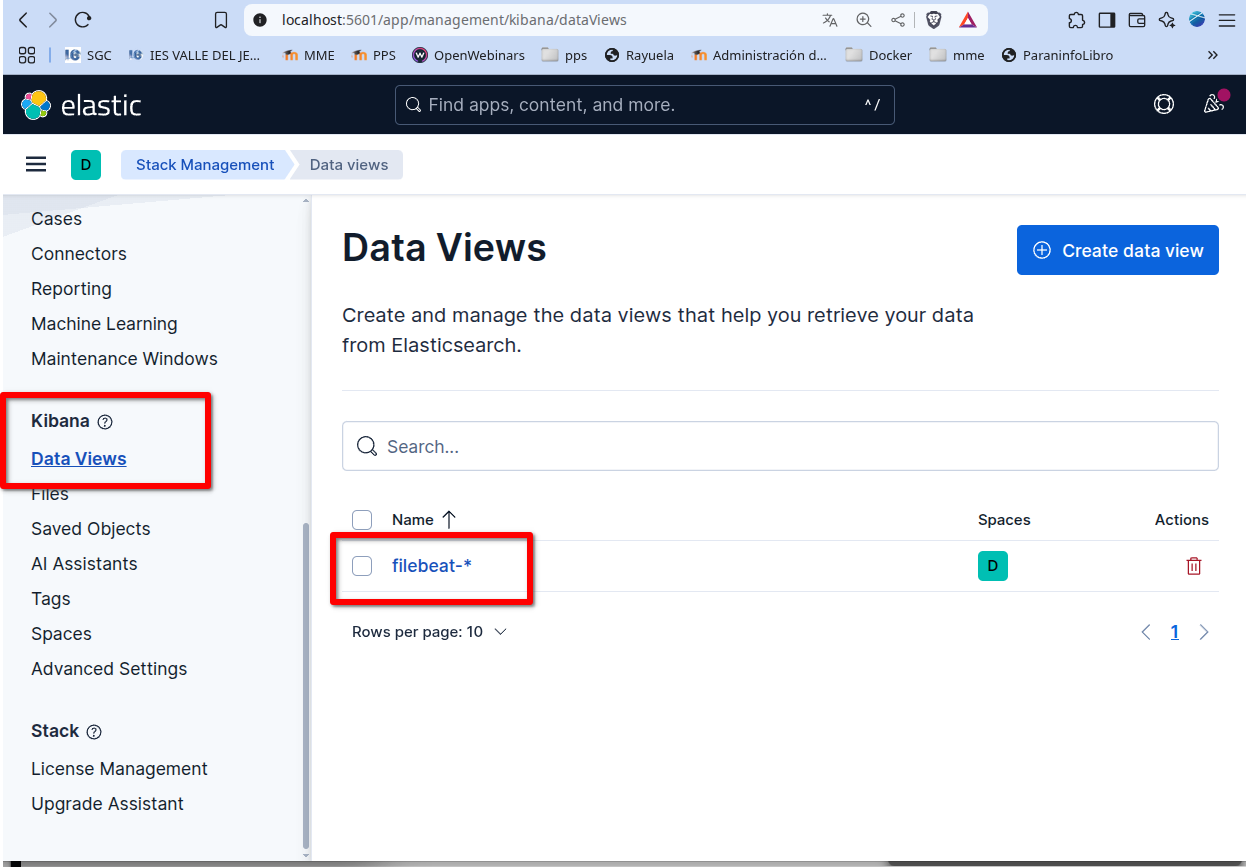 localhost:5601/app/management/kibana/dataViews
SGC IES VALLE DEL JE... MME PPS OpenWebinars pps Rayuela Administración d... Docker mme ParaninfoLibro »
elastic Find apps, content, and more. ^ /
D Stack Management Data views
Cases
Connectors
Reporting
Machine Learning
Maintenance Windows
Kibana
Data Views
Files
Saved Objects
AI Assistants
Tags
Spaces
Advanced Settings
Stack
License Management
Upgrade Assistant
Data Views
Create data view
Create and manage the data views that help you retrieve your data
from Elasticsearch.
Search...
Name Spaces Actions
filebeat-* D
Rows per page: 10 1